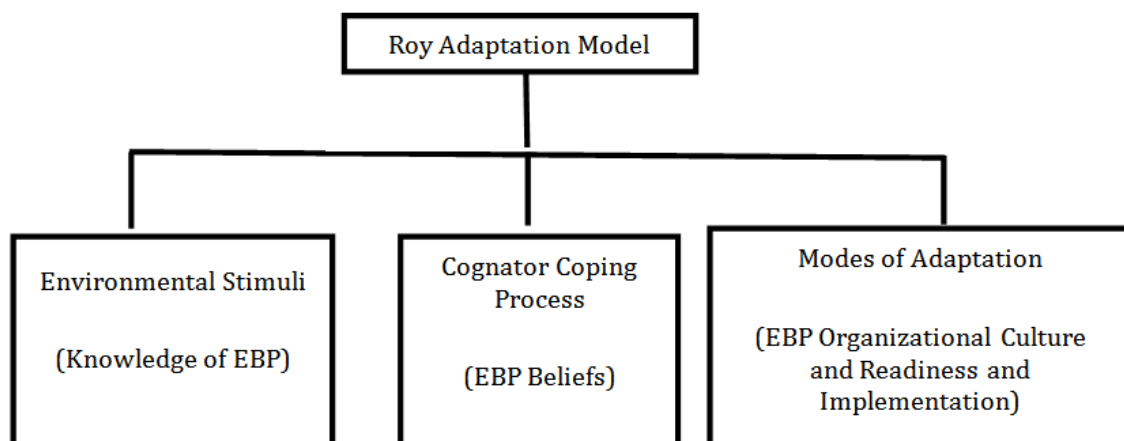 Roy Adaptation Model
Environmental Stimuli
(Knowledge of EBP)
Cognator Coping
Process
(EBP Beliefs)
Modes of Adaptation
(EBP Organizational Culture
and Readiness and
Implementation)